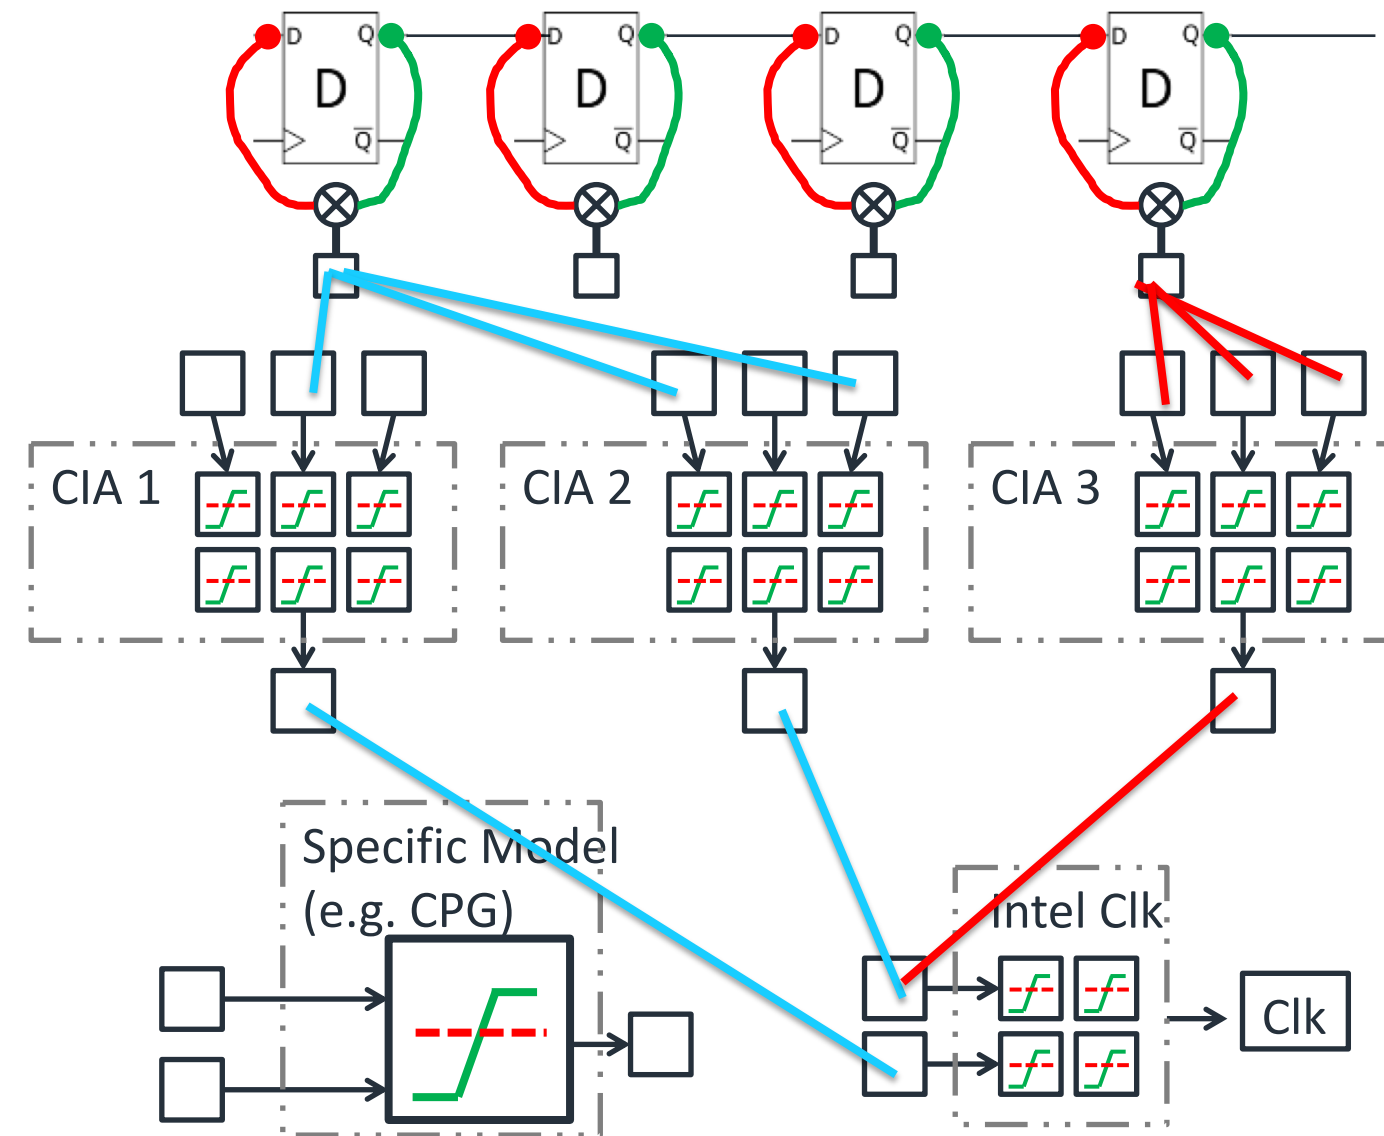 D Q D Q D Q D Q
D D D D
Q̅ Q̅ Q̅ Q̅
CIA 1 CIA 2 CIA 3
Specific Model
(e.g. CPG)
Intel Clk
Clk